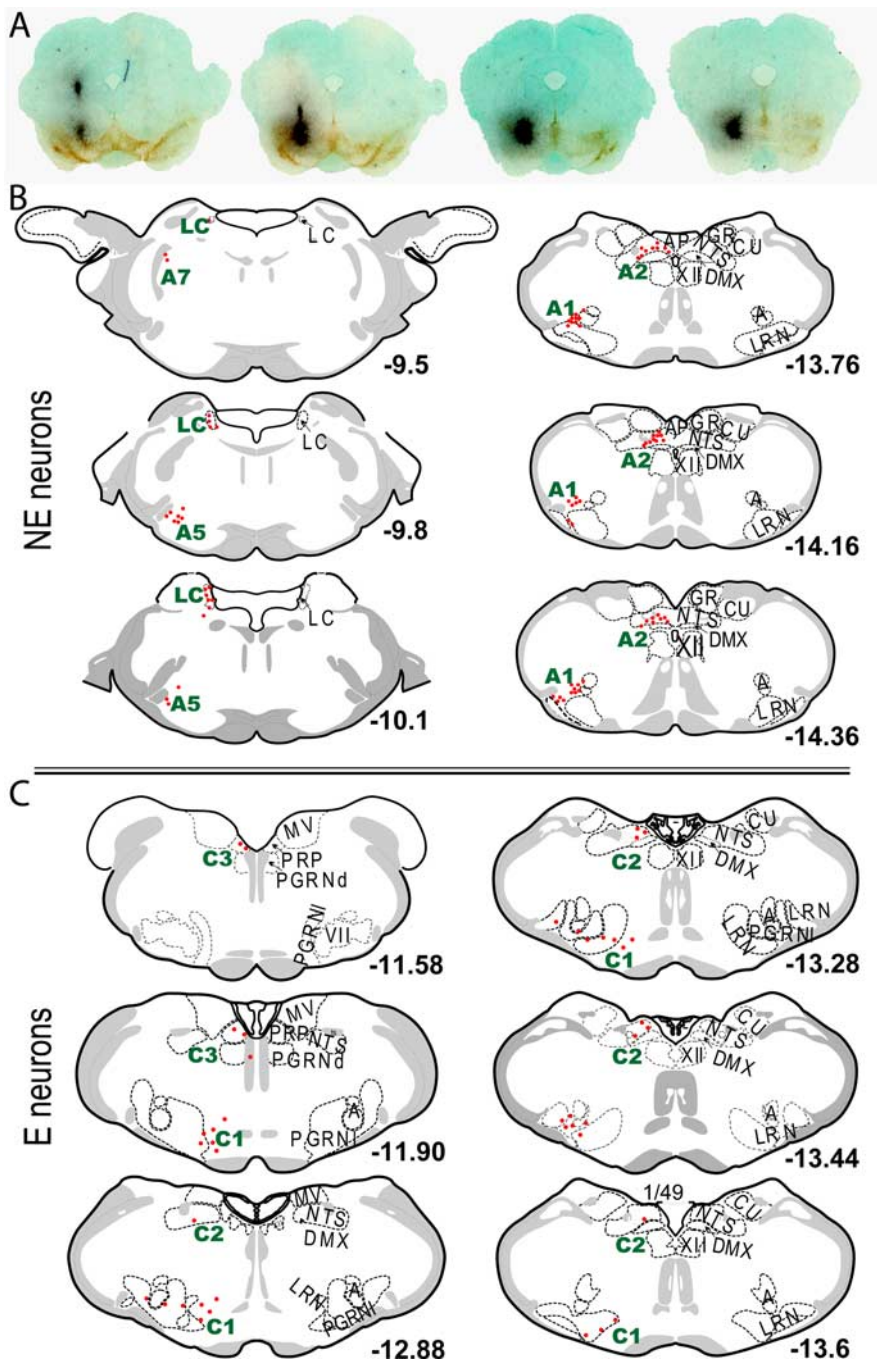 A
B
NE neurons
LC
LC
A7
-9.5
LC
LC
A5
-9.8
LC
LC
A5
-10.1
AP
NTS
GR
CU
A2
XII
DMX
A1
A
LRN
-13.76
AP
GR
CU
NTS
A2
XII
DMX
A1
A
LRN
-14.16
GR
CU
NTS
A2
XII
DMX
A1
A
LRN
-14.36
C
E neurons
MV
C3
PRP
PGRNd
PGRNl
VII
-11.58
MV
PRP
NTS
C3
PGRNd
A
C1
PGRNl
-11.90
MV
NTS
C2
DMX
LRN
A
C1
PGRNl
-12.88
CU
NTS
C2
XII
DMX
LRN
A
LRN
PGRNl
C1
-13.28
CU
NTS
C2
XII
DMX
A
LRN
-13.44
1/49
NTS
CU
C2
XII
DMX
A
LRN
C1
-13.6